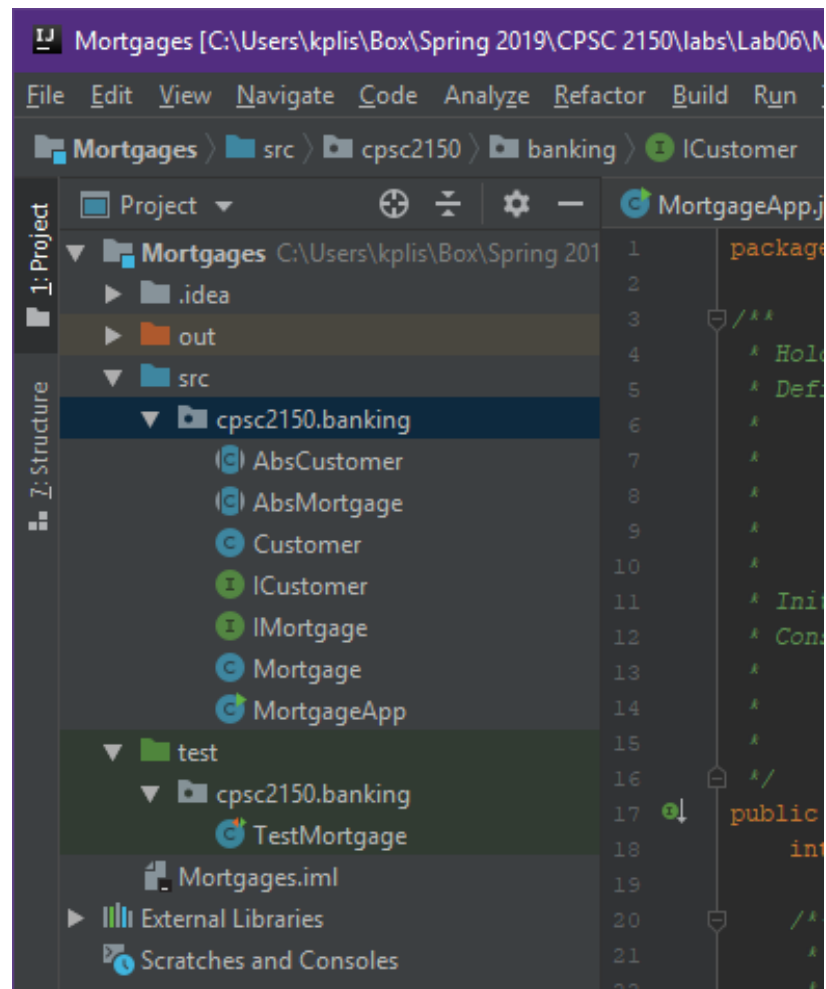 IJ Mortgages [C:\Users\kplis\Box\Spring 2019\CPSC 2150\labs\Lab06\M
File Edit View Navigate Code Analyze Refactor Build Run
Mortgages src cpsc2150 banking ICustomer
1: Project
7: Structure
Project
MortgageApp.j
Mortgages C:\Users\kplis\Box\Spring 201
.idea
out
src
cpsc2150.banking
AbsCustomer
AbsMortgage
Customer
ICustomer
IMortgage
Mortgage
MortgageApp
test
cpsc2150.banking
TestMortgage
Mortgages.iml
External Libraries
Scratches and Consoles
1 package
2
3 /**
4 * Hold
5 * Defi
6 *
7 *
8 *
9 *
10 *
11 * Init
12 * Cons
13 *
14 *
15 *
16 */
17 public
18 int
19
20 /*
21 *